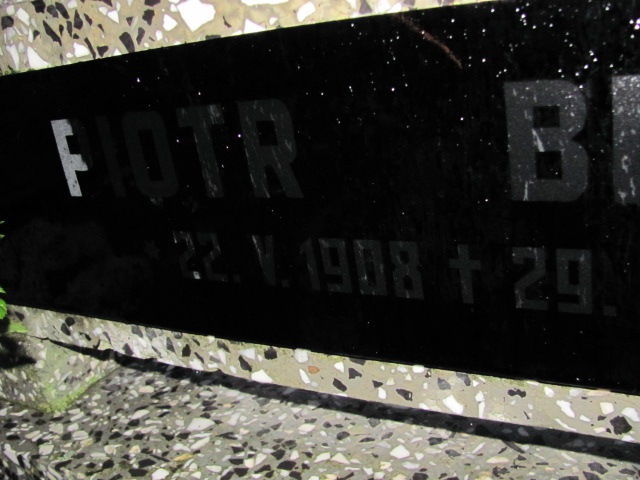 PIOTR B
* 22. V. 1908 † 29.